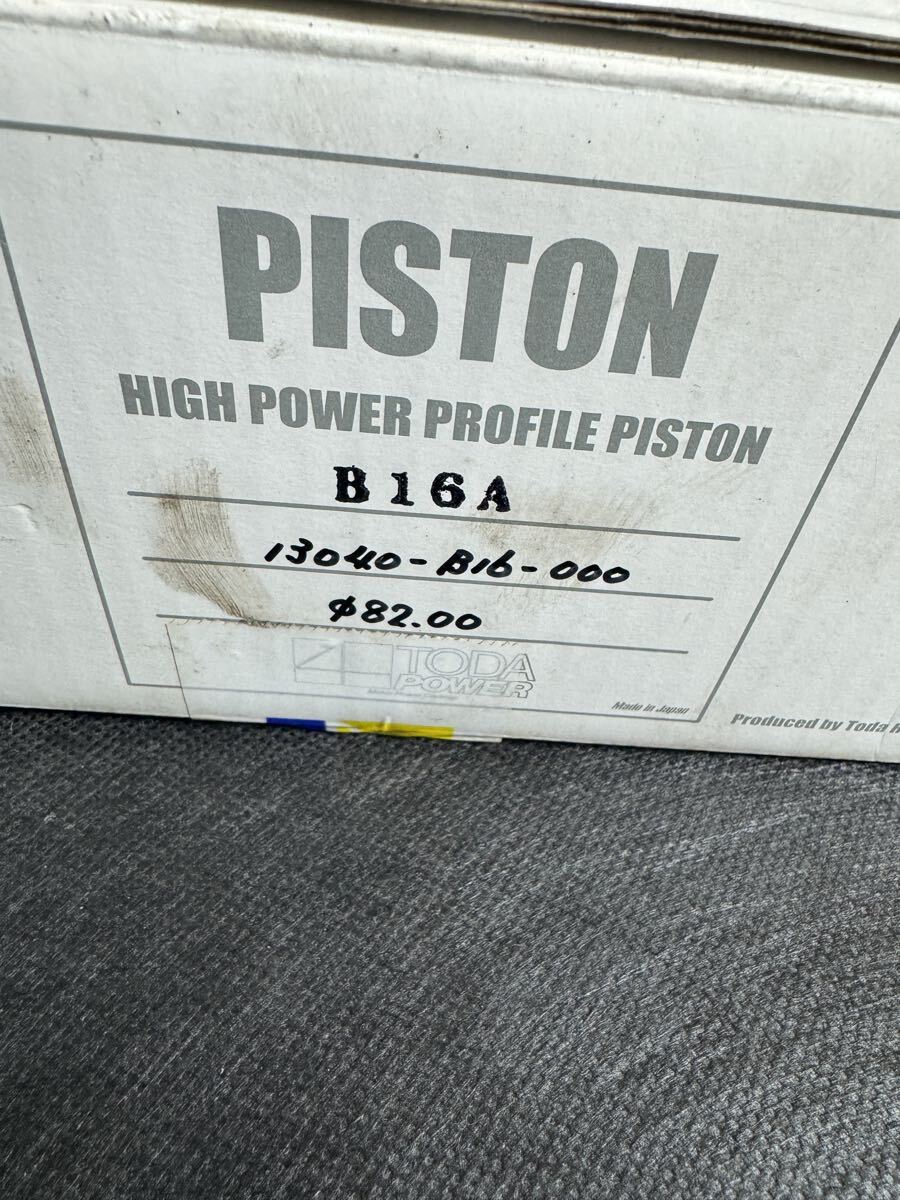 PISTON
HIGH POWER PROFILE PISTON
B16A
13040-B16-000
φ82.00
TODA
POWER
Made in Japan
Produced by Toda